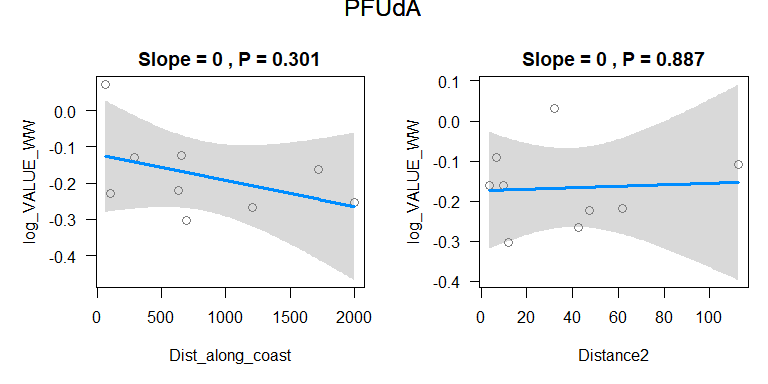 PFUdA
Slope = 0 , P = 0.301
log_VALUE_WW
0.0
-0.1
-0.2
-0.3
-0.4
0 500 1000 1500 2000
Dist_along_coast
Slope = 0 , P = 0.887
log_VALUE_WW
0.1
0.0
-0.1
-0.2
-0.3
-0.4
0 20 40 60 80 100
Distance2